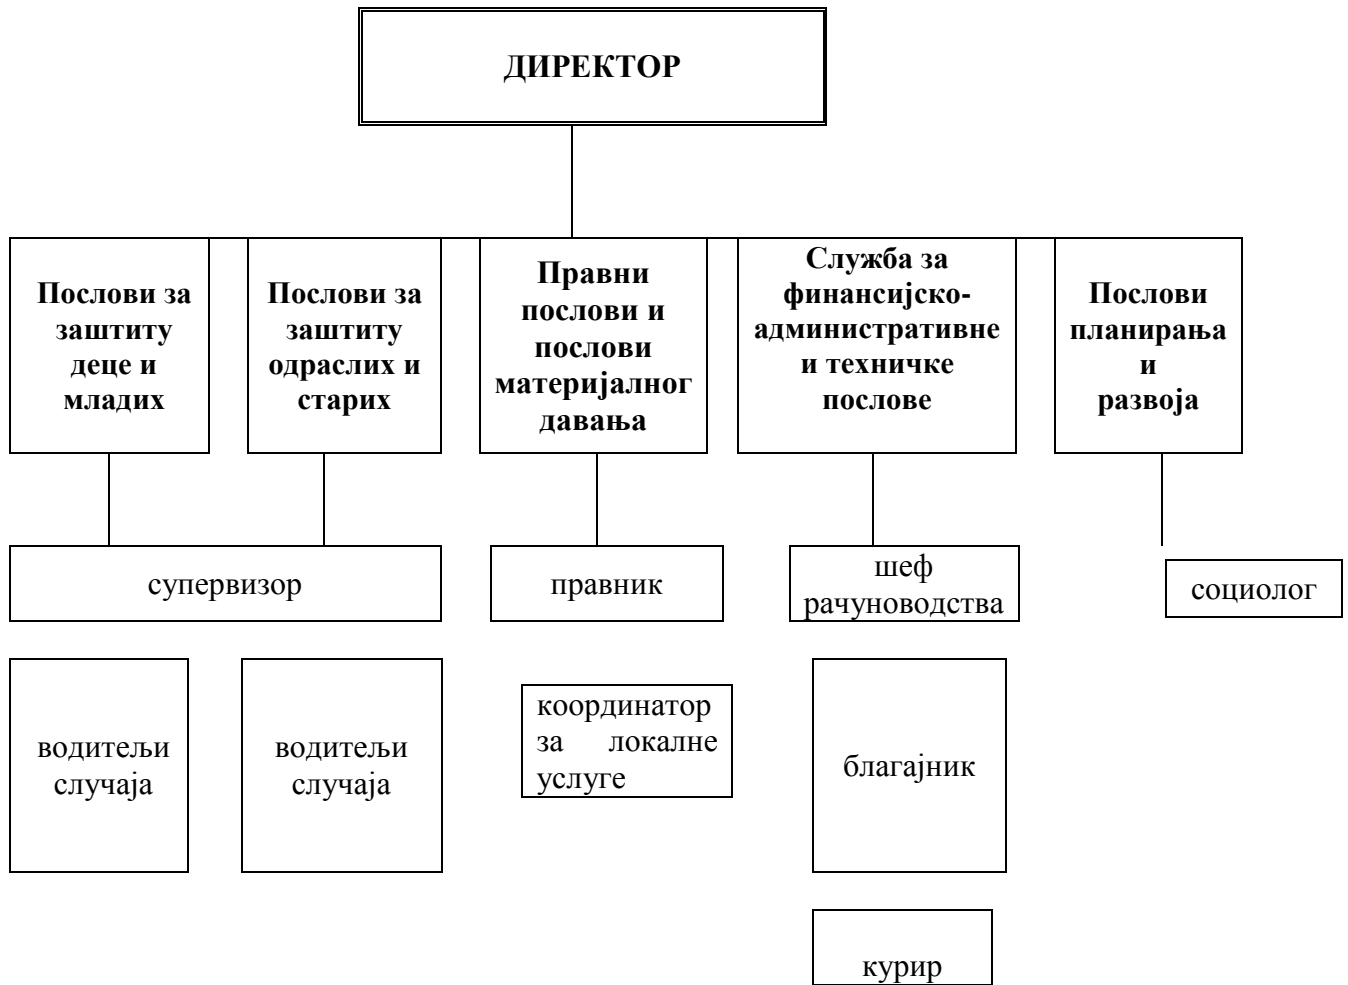 ДИРЕКТОР
Послови за
заштиту
деце и
младих
Послови за
заштиту
одраслих и
старих
Правни
послови и
послови
материјалног
давања
Служба за
финансијско-
административне
и техничке
послове
Послови
планирања
и
развоја
супервизор
правник
шеф
рачуноводства
социолог
водитељи
случаја
водитељи
случаја
координатор
за локалне
услуге
благајник
курир